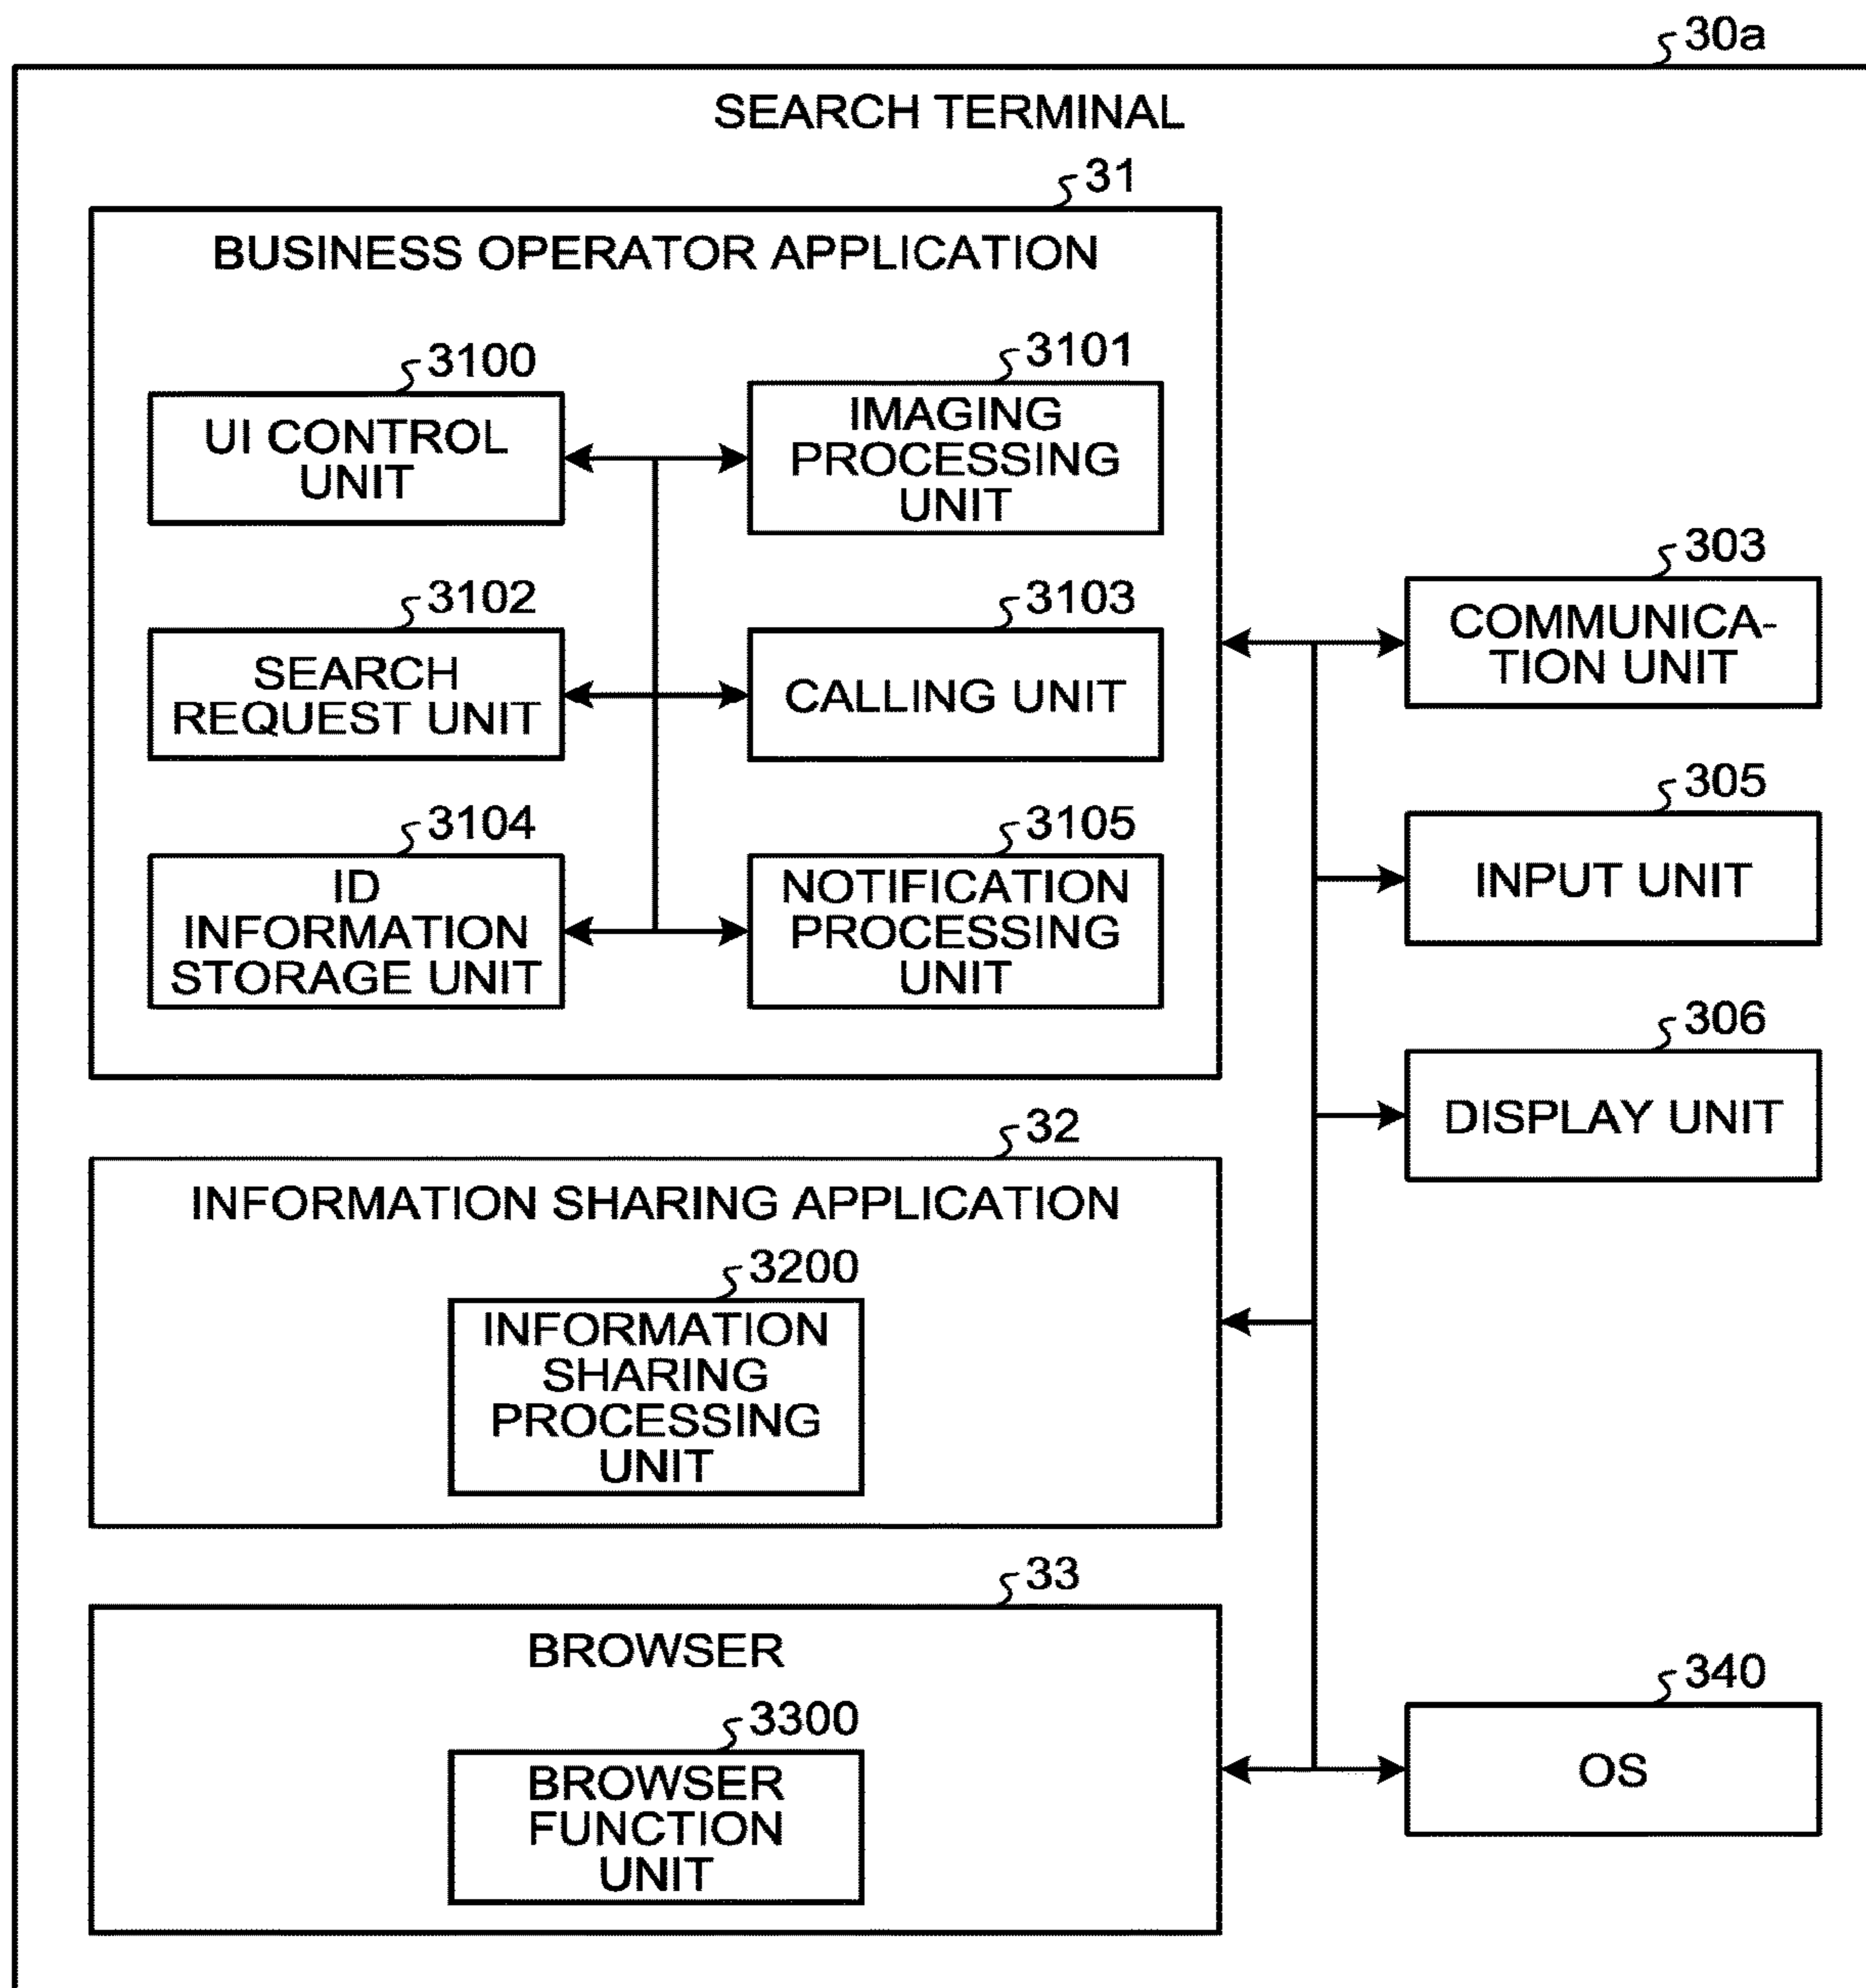 30a
SEARCH TERMINAL
31
BUSINESS OPERATOR APPLICATION
3100
UI CONTROL
UNIT
3101
IMAGING
PROCESSING
UNIT
3102
SEARCH
REQUEST UNIT
3103
CALLING UNIT
3104
ID
INFORMATION
STORAGE UNIT
3105
NOTIFICATION
PROCESSING
UNIT
303
COMMUNICA-
TION UNIT
305
INPUT UNIT
306
DISPLAY UNIT
32
INFORMATION SHARING APPLICATION
3200
INFORMATION
SHARING
PROCESSING
UNIT
33
BROWSER
3300
BROWSER
FUNCTION
UNIT
340
OS